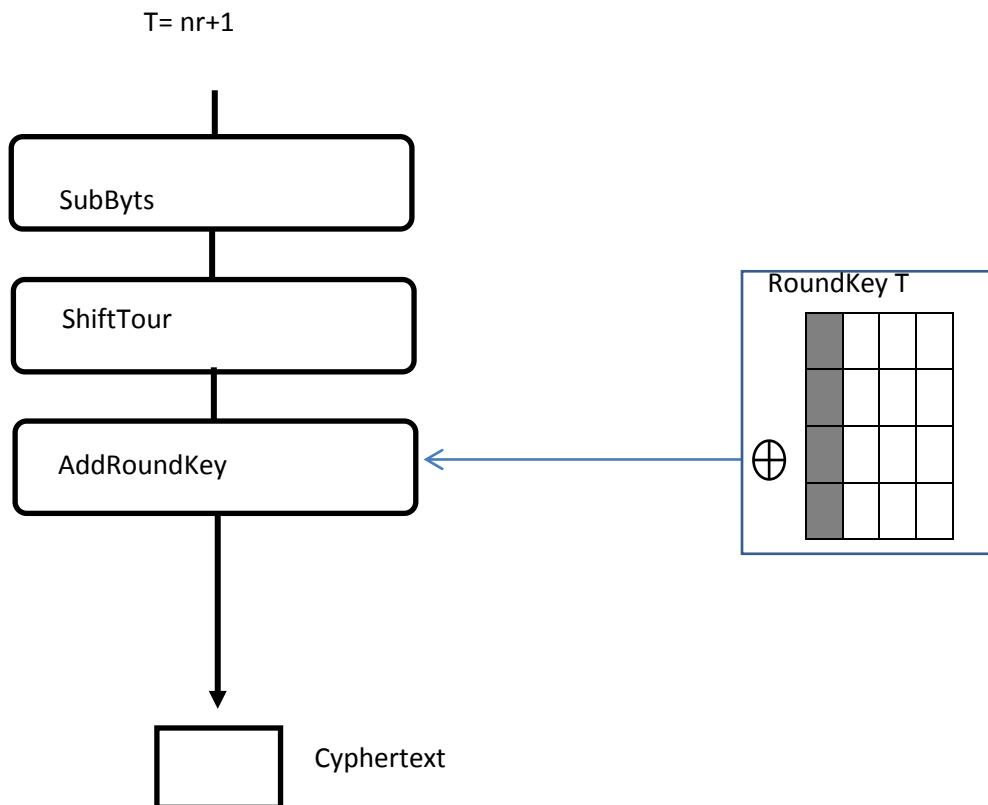 T= nr+1
SubByts
ShiftTour
RoundKey T
AddRoundKey
Cyphertext